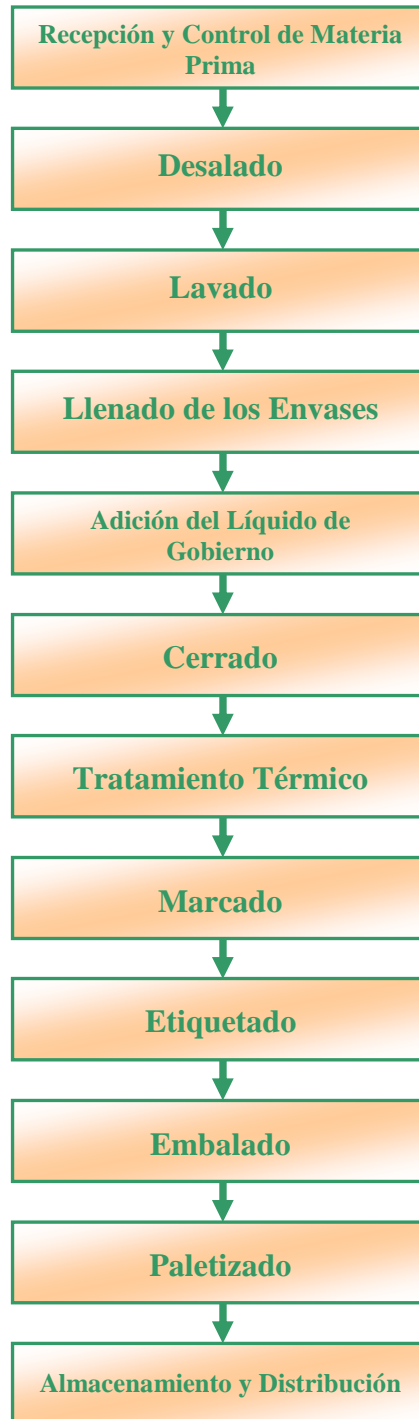 Recepción y Control de Materia
Prima
Desalado
Lavado
Llenado de los Envases
Adición del Líquido de
Gobierno
Cerrado
Tratamiento Térmico
Marcado
Etiquetado
Embalado
Paletizado
Almacenamiento y Distribución